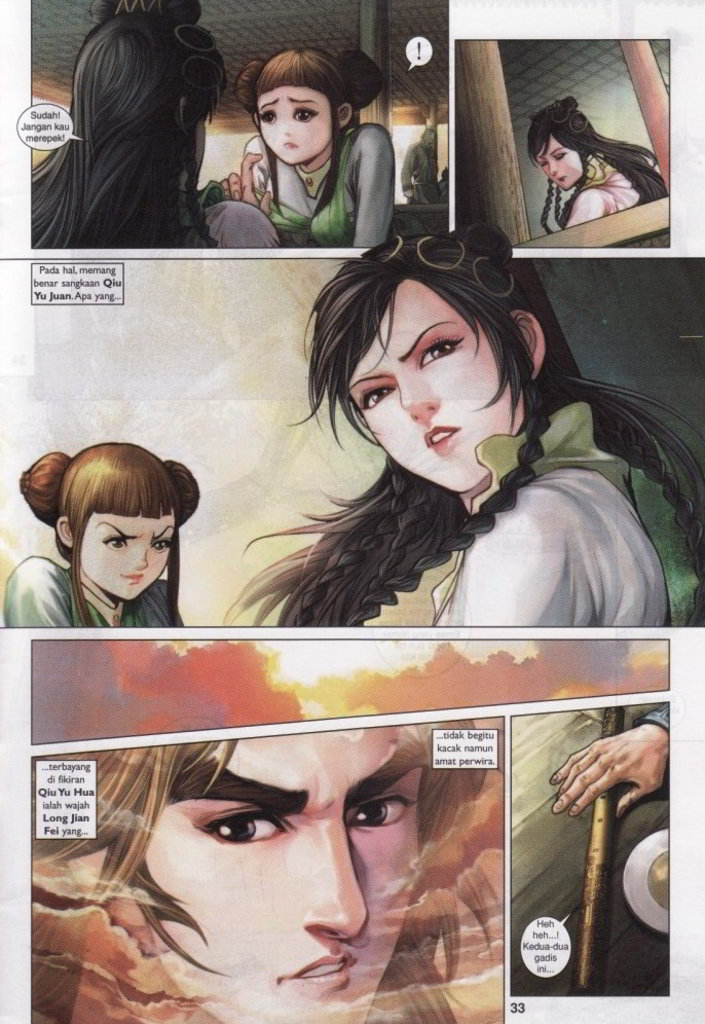 !
Sudah!
Jangan kau
merepek!
Pada hal, memang
benar sangkaan Qiu
Yu Juan. Apa yang...
...terbayang
di fikiran
Qiu Yu Hua
ialah wajah
Long Jian
Fei yang...
...tidak begitu
kacak namun
amat perwira.
Heh
heh...!
Kedua-dua
gadis
ini...
33